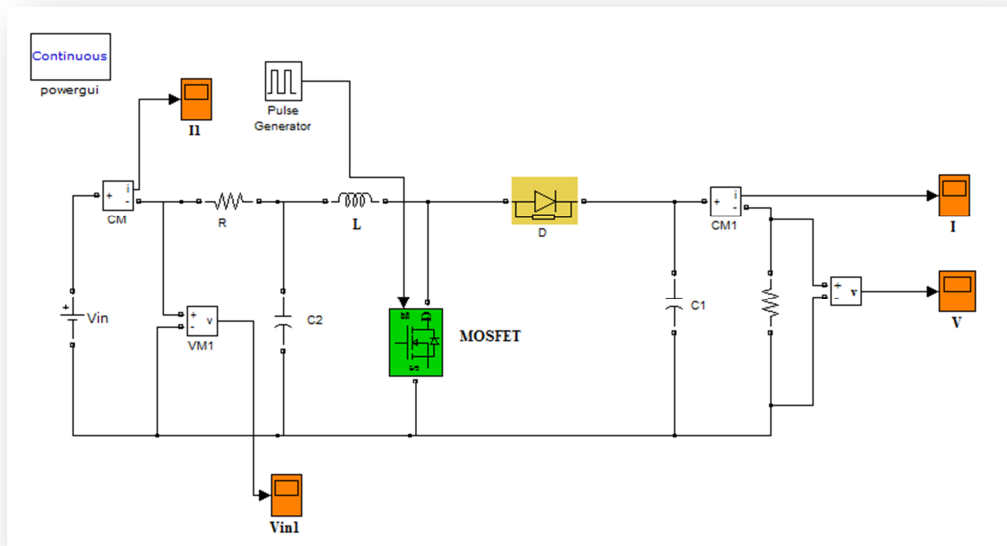 Continuous
powergui
I1
Pulse
Generator
+ i
-
CM
R
L
D
+ i
-
CM1
I
Vin
+
+ v
-
VM1
C2
g D
S
MOSFET
C1
+ v
-
V
Vin1